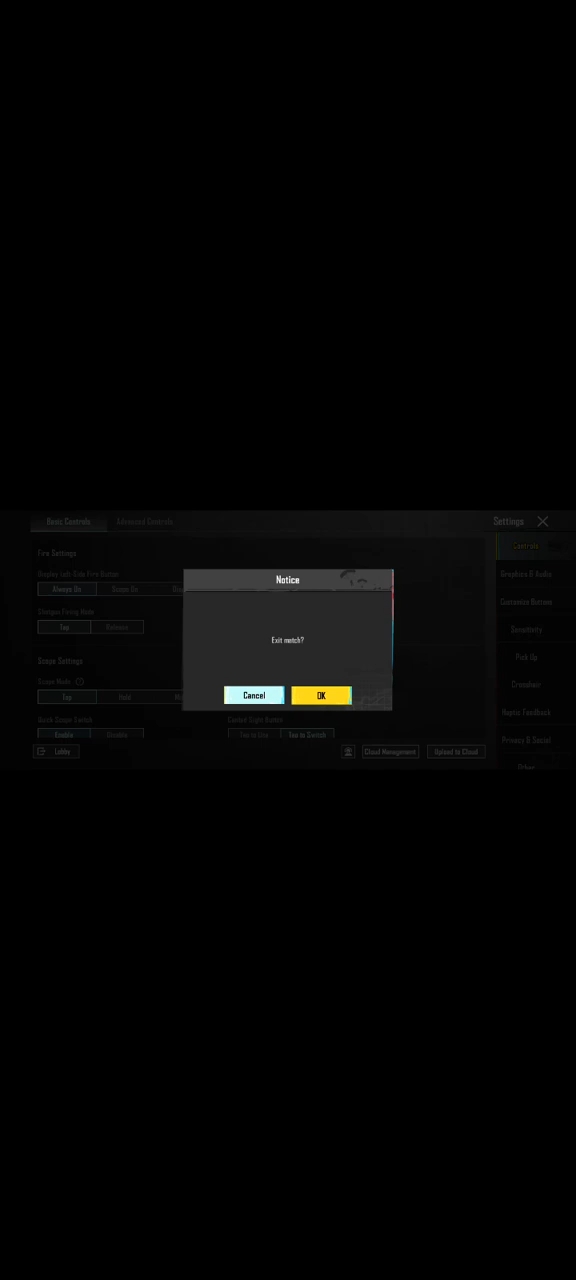 Basic Controls
Advanced Controls
Settings
Fire Settings
Controls
Display Left-Side Fire Button
Always On
Scope On
Graphics & Audio
Shotgun Firing Mode
Tap
Release
Customize Buttons
Sensitivity
Notice
Exit match?
Cancel
OK
Scope Settings
Pick Up
Scope Mode
Tap
Hold
Crosshair
Quick Scope Switch
Canted Sight Button
Haptic Feedback
Enable
Disable
Tap to Use
Tap to Switch
Privacy & Social
Lobby
Cloud Management
Upload to Cloud
Other